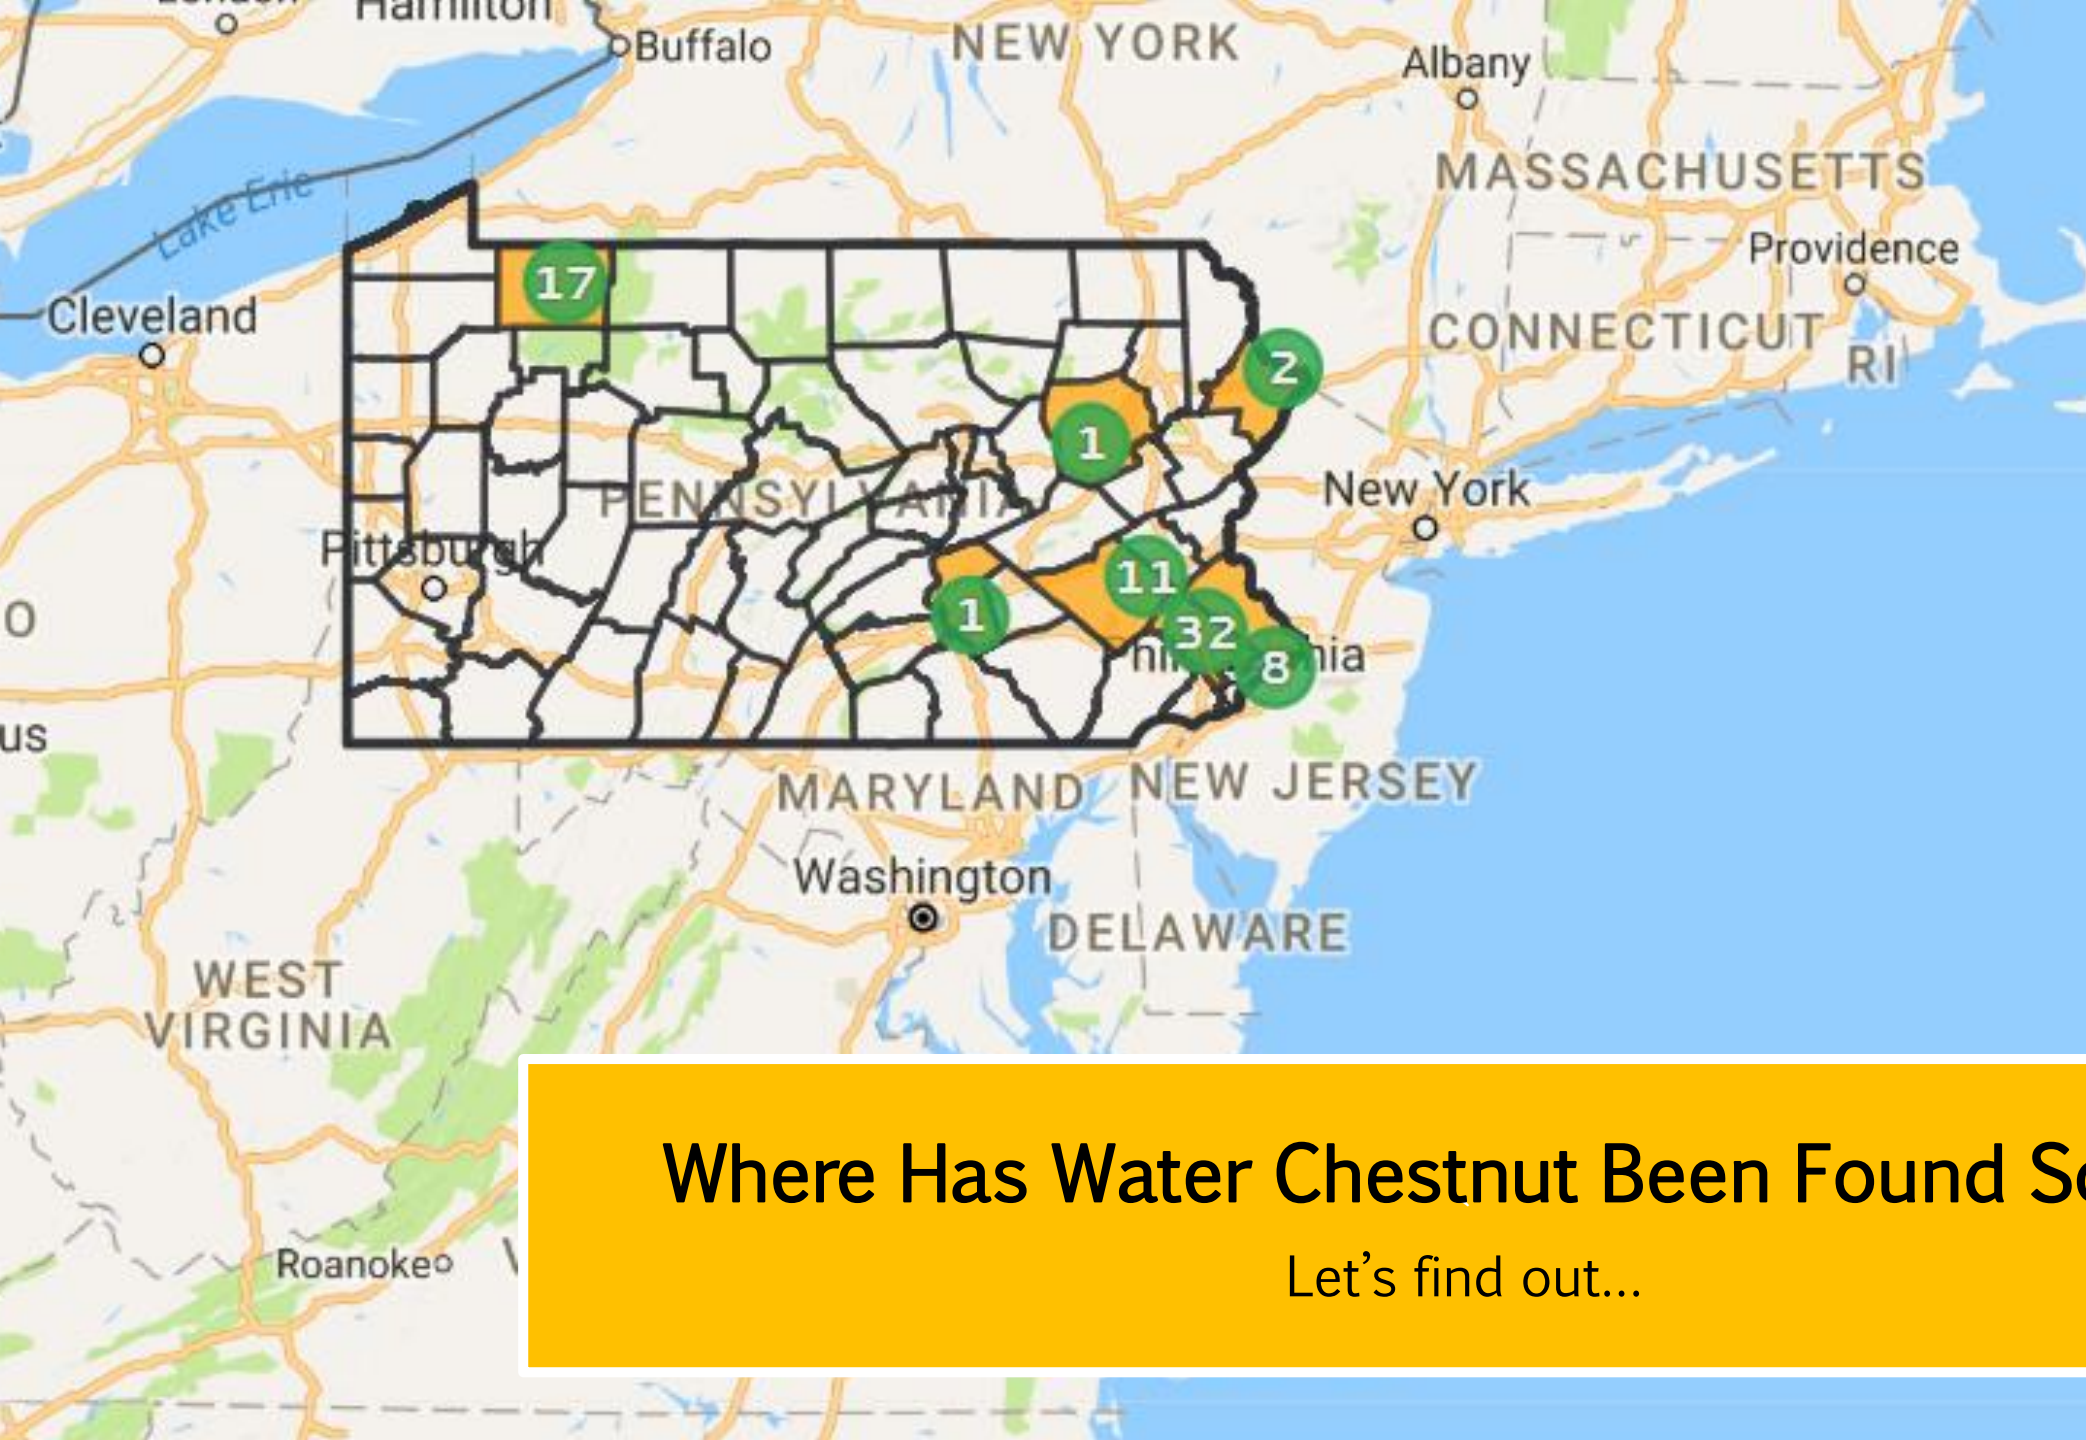 Hamilton
Buffalo
NEW YORK
Albany
MASSACHUSETTS
Lake Erie
Providence
17
Cleveland
CONNECTICUT
RI
2
1
New York
PENNSYLVANIA
Pittsburgh
11
1
32
8
hia
O
us
MARYLAND
NEW JERSEY
Washington
DELAWARE
WEST
VIRGINIA
Where Has Water Chestnut Been Found So
Let's find out...
Roanoke